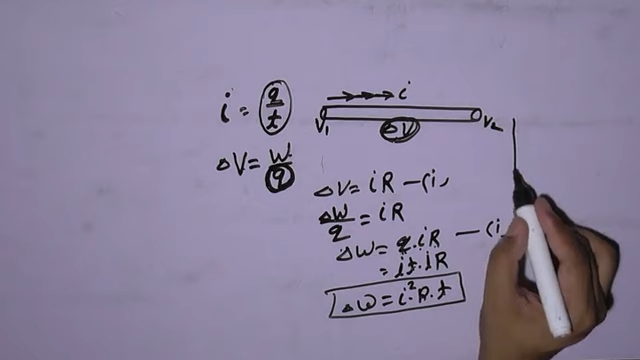 i = q/t
i
V₁ ΔV V₂
ΔV = W/q
ΔV = iR —(i)
ΔW/q = iR
ΔW = q.iR —(i
= it.iR
ΔW = i².R.t